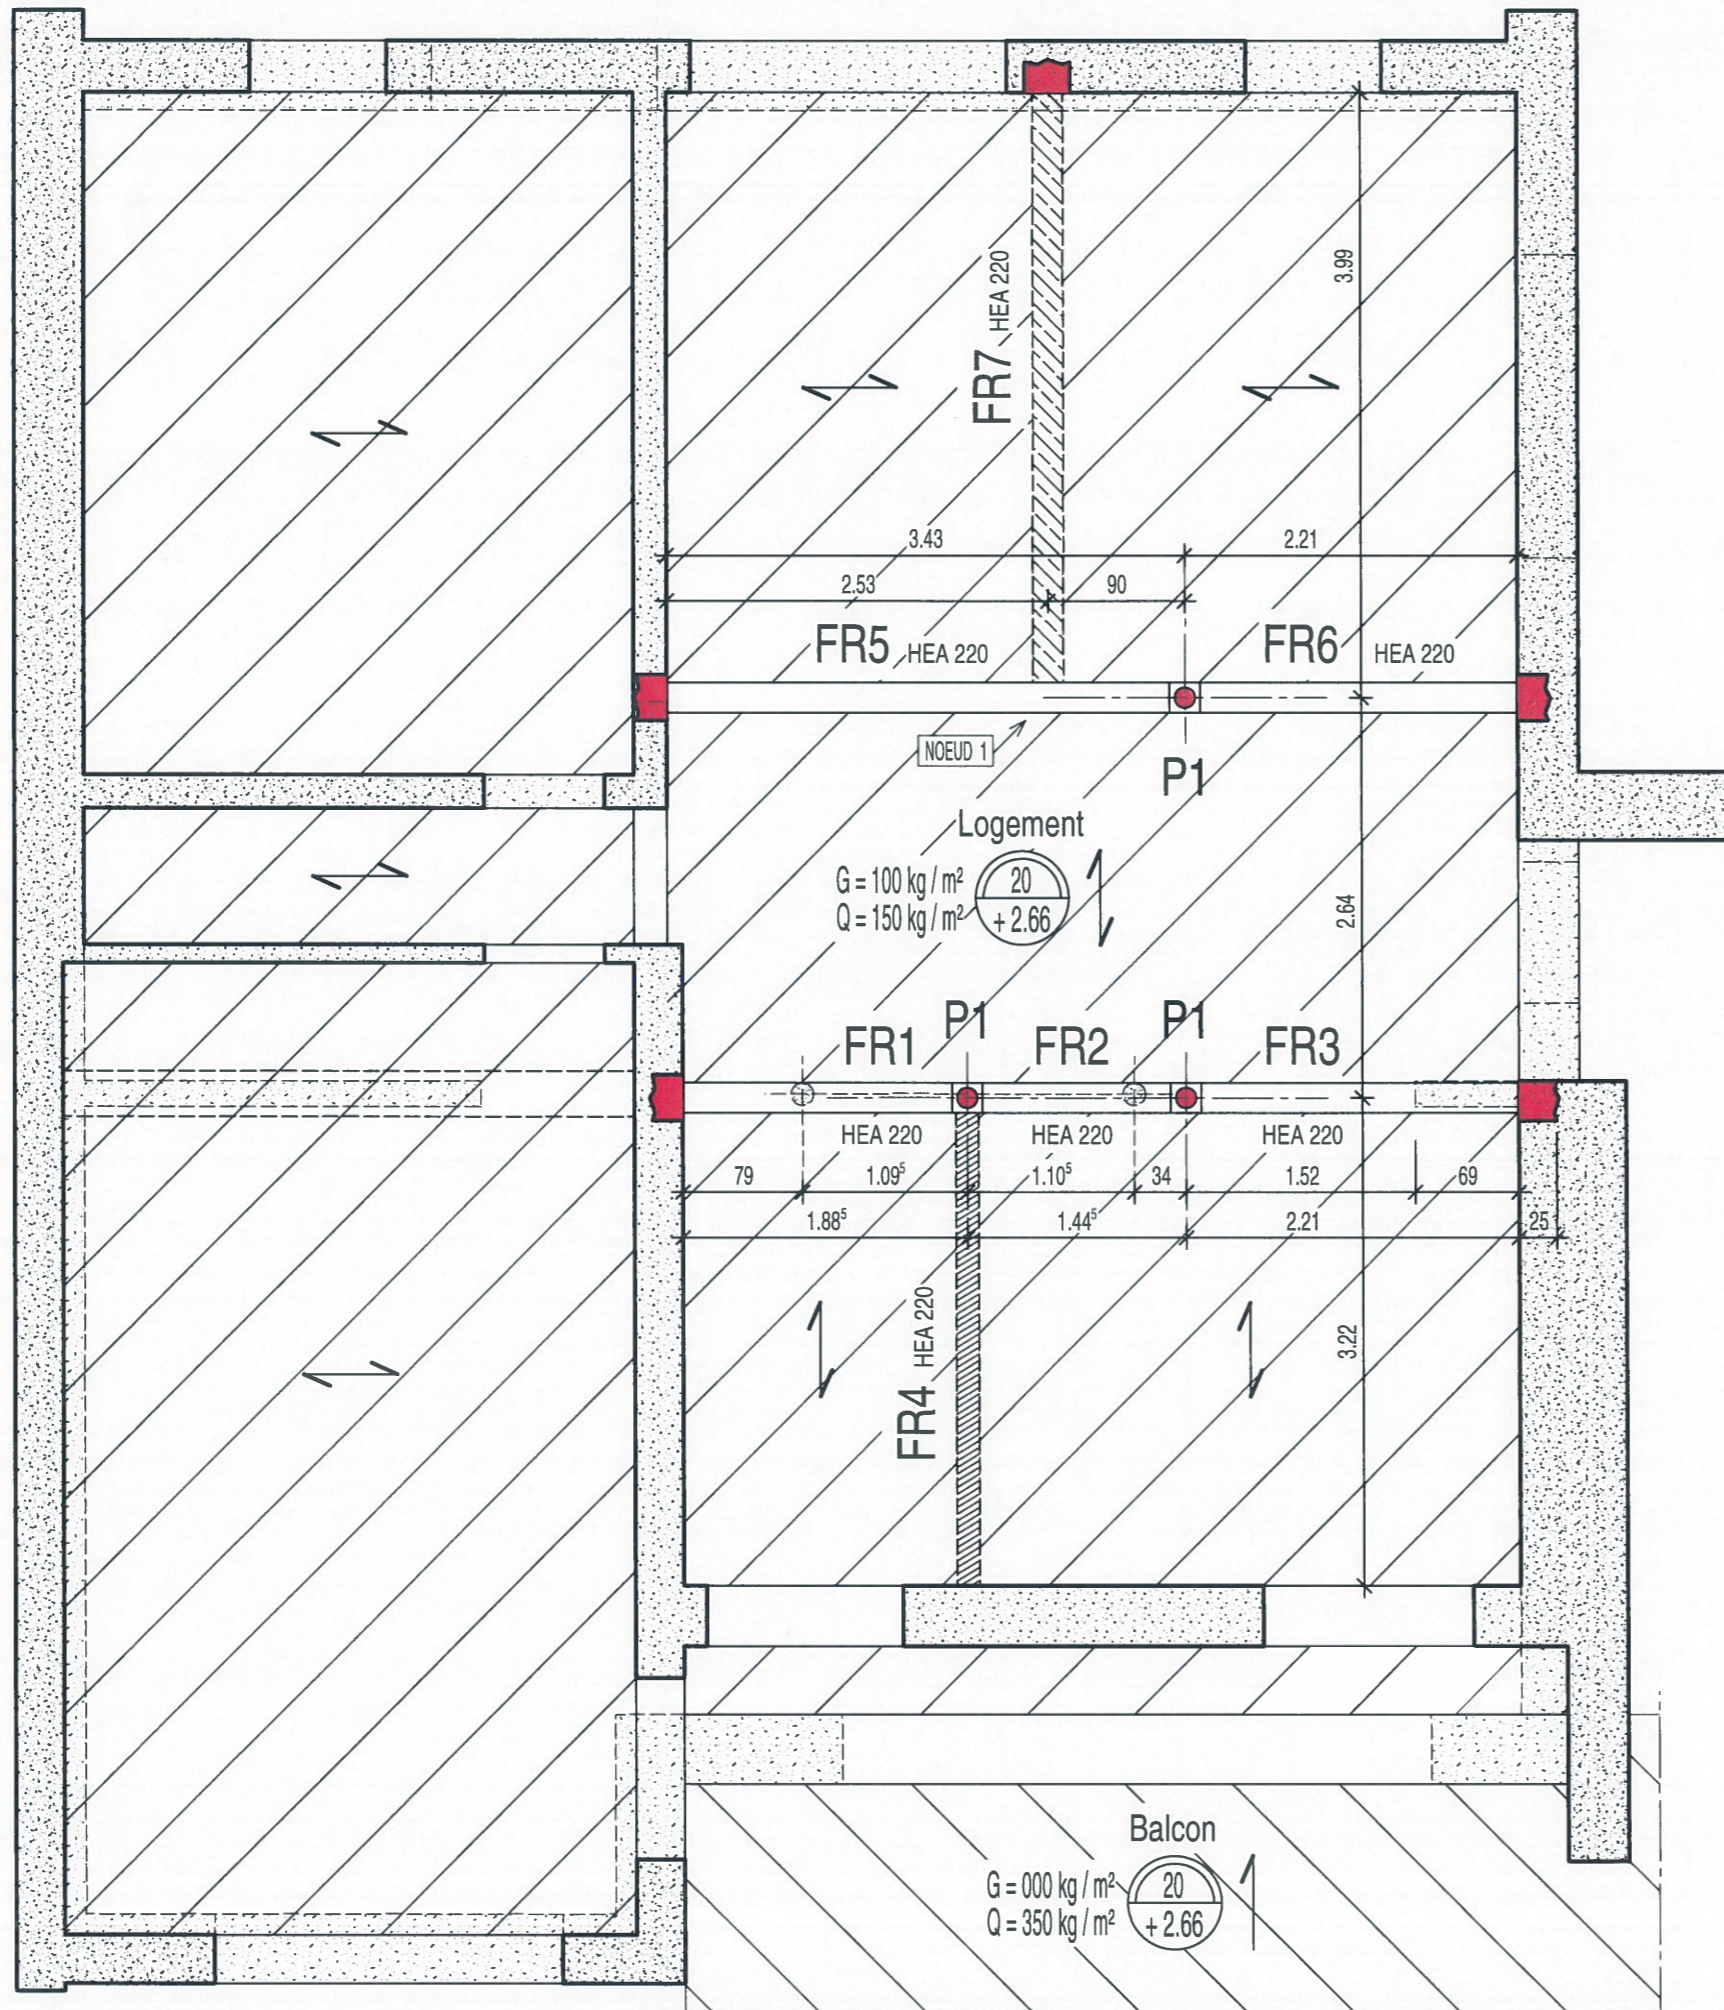 FR7 HEA 220
3.99
3.43
2.21
2.53
90
FR5 HEA 220
FR6 HEA 220
NOEUD 1
P1
Logement
G = 100 kg / m²
Q = 150 kg / m²
20
+ 2.66
2.64
FR1
P1
FR2
P1
FR3
HEA 220
HEA 220
HEA 220
79
1.09⁵
1.10⁵
34
1.52
69
1.88⁵
1.44⁵
2.21
25
FR4 HEA 220
3.22
Balcon
G = 000 kg / m²
Q = 350 kg / m²
20
+ 2.66